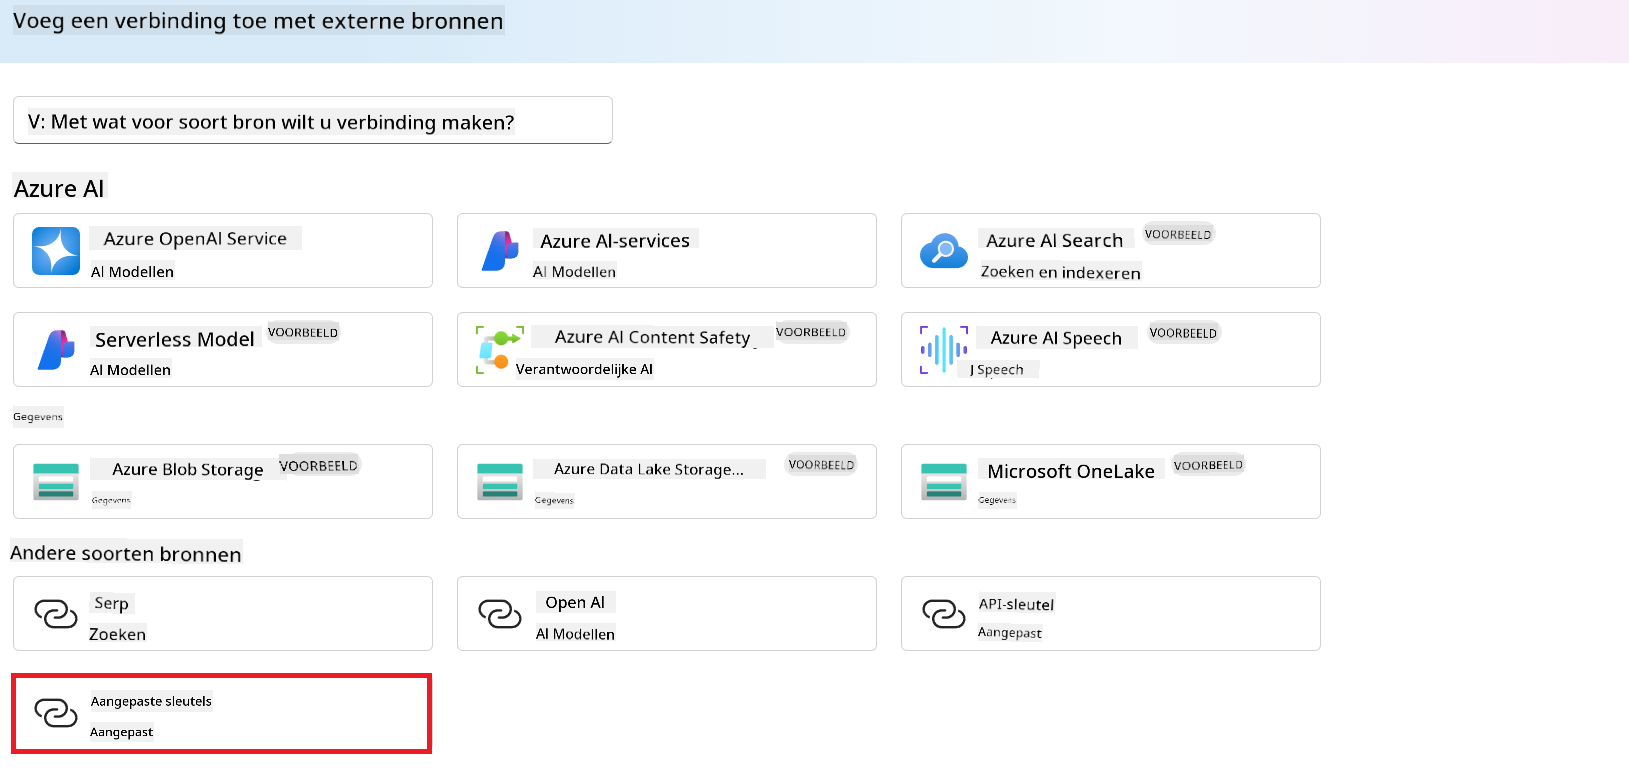 Voeg een verbinding toe met externe bronnen
V: Met wat voor soort bron wilt u verbinding maken?
Azure AI
Azure OpenAI Service
AI Modellen
Azure AI-services
AI Modellen
Azure AI Search
VOORBEELD
Zoeken en indexeren
Serverless Model
VOORBEELD
AI Modellen
Azure AI Content Safety
VOORBEELD
Verantwoordelijke AI
Azure AI Speech
VOORBEELD
Speech
Gegevens
Azure Blob Storage
VOORBEELD
Gegevens
Azure Data Lake Storage...
VOORBEELD
Gegevens
Microsoft OneLake
VOORBEELD
Gegevens
Andere soorten bronnen
Serp
Zoeken
Open AI
AI Modellen
API-sleutel
Aangepast
Aangepaste sleutels
Aangepast